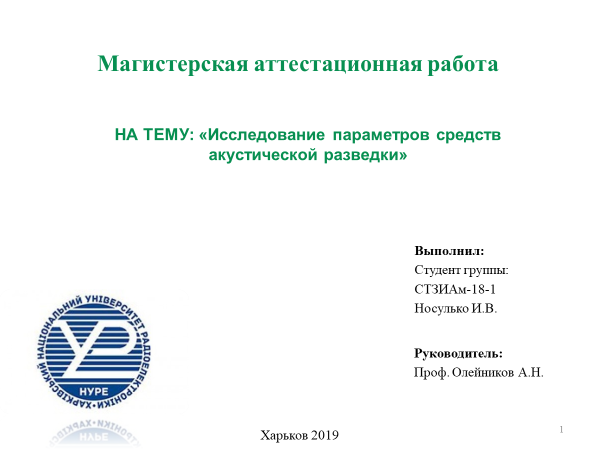 Магистерская аттестационная работа
НА ТЕМУ: «Исследование параметров средств
акустической разведки»
Выполнил:
Студент группы:
СТЗИАм-18-1
Носулько И.В.
Руководитель:
Проф. Олейников А.Н.
ХАРКІВСЬКИЙ НАЦІОНАЛЬНИЙ УНІВЕРСИТЕТ РАДІОЕЛЕКТРОНІКИ
НУРЕ
Харьков 2019
1